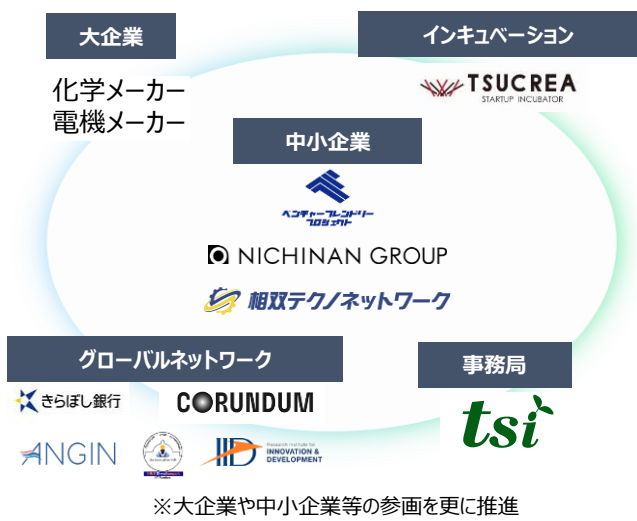 大企業
インキュベーション
化学メーカー
電機メーカー
TSUCREA
STARTUP INCUBATOR
中小企業
ベンチャーフレンドリー
プロジェクト
NICHINAN GROUP
相双テクノネットワーク
グローバルネットワーク
事務局
きらぼし銀行
CORUNDUM
tsi
ANGIN
IID
Research Institute for
INNOVATION &
DEVELOPMENT
※大企業や中小企業等の参画を更に推進